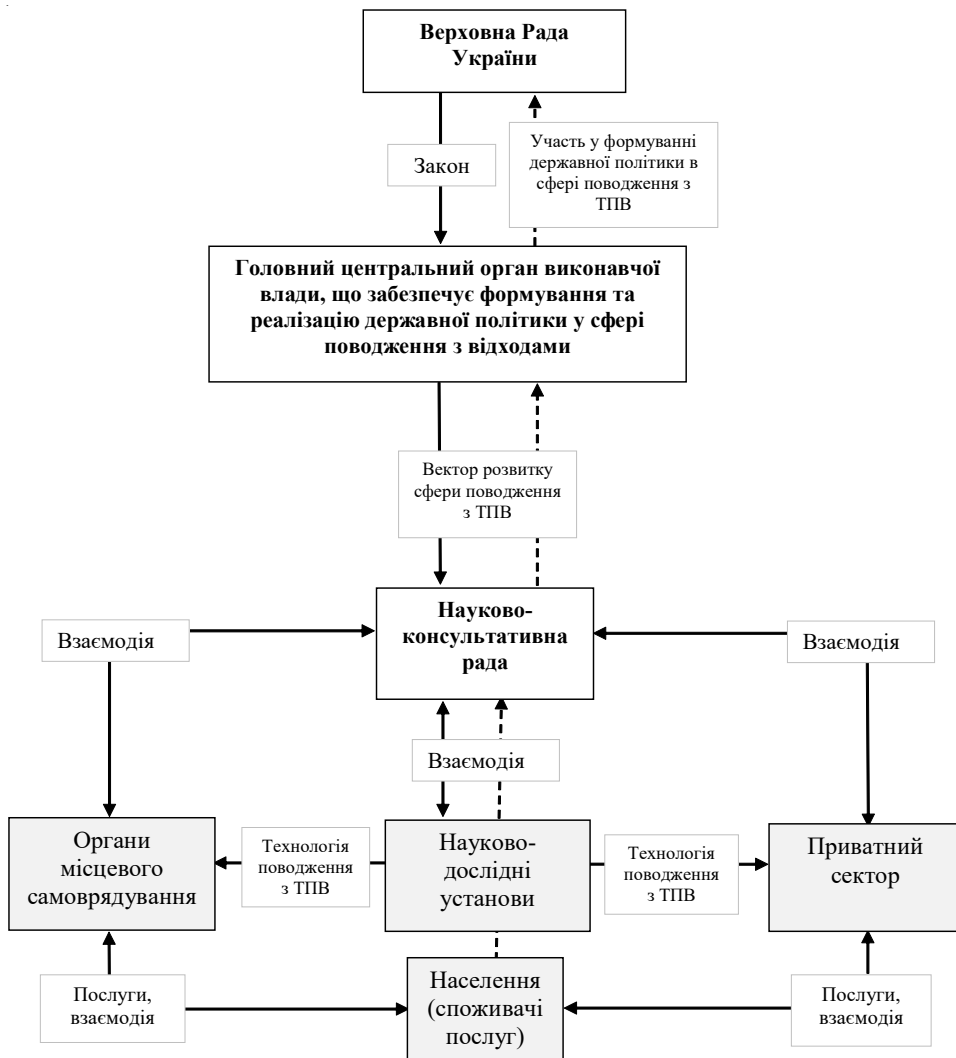 Верховна Рада
України
Участь у формуванні
державної політики в
сфері поводження з
ТПВ
Закон
Головний центральний орган виконавчої
влади, що забезпечує формування та
реалізацію державної політики у сфері
поводження з відходами
Вектор розвитку
сфери поводження
з ТПВ
Науково-
консультативна
рада
Взаємодія
Взаємодія
Взаємодія
Органи
місцевого
самоврядування
Технологія
поводження
з ТПВ
Науково-
дослідні
установи
Технологія
поводження
з ТПВ
Приватний
сектор
Послуги,
взаємодія
Населення
(споживачі
послуг)
Послуги,
взаємодія